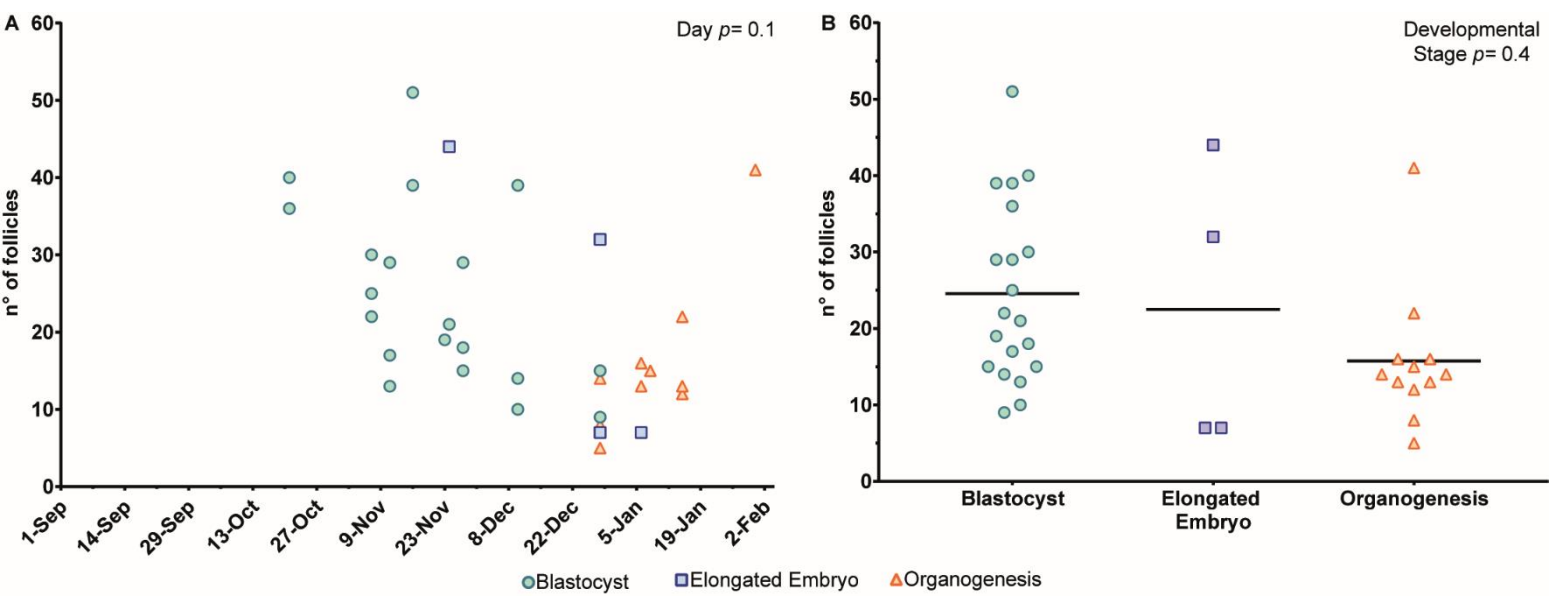 A
60
50
40
30
20
10
0
n° of follicles
Day p= 0.1
1-Sep
14-Sep
29-Sep
13-Oct
27-Oct
9-Nov
23-Nov
8-Dec
22-Dec
5-Jan
19-Jan
2-Feb
B
60
50
40
30
20
10
0
n° of follicles
Developmental
Stage p= 0.4
Blastocyst
Elongated
Embryo
Organogenesis
Blastocyst
Elongated Embryo
Organogenesis